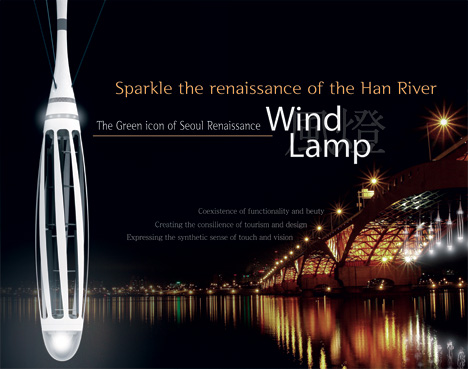 Sparkle the renaissance of the Han River
The Green icon of Seoul Renaissance
Wind
Lamp
燈
Coexistence of functionality and beuty
Creating the consilience of tourism and design
Expressing the synthetic sense of touch and vision